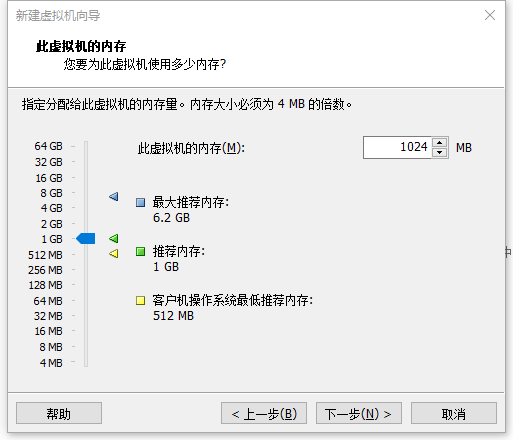 新建虚拟机向导
此虚拟机的内存
您要为此虚拟机使用多少内存?
指定分配给此虚拟机的内存量。内存大小必须为 4 MB 的倍数。
64 GB
32 GB
16 GB
8 GB
4 GB
2 GB
1 GB
512 MB
256 MB
128 MB
64 MB
32 MB
16 MB
8 MB
4 MB
此虚拟机的内存(M):
1024 MB
最大推荐内存:
6.2 GB
推荐内存:
1 GB
客户机操作系统最低推荐内存:
512 MB
帮助
< 上一步(B)
下一步(N) >
取消